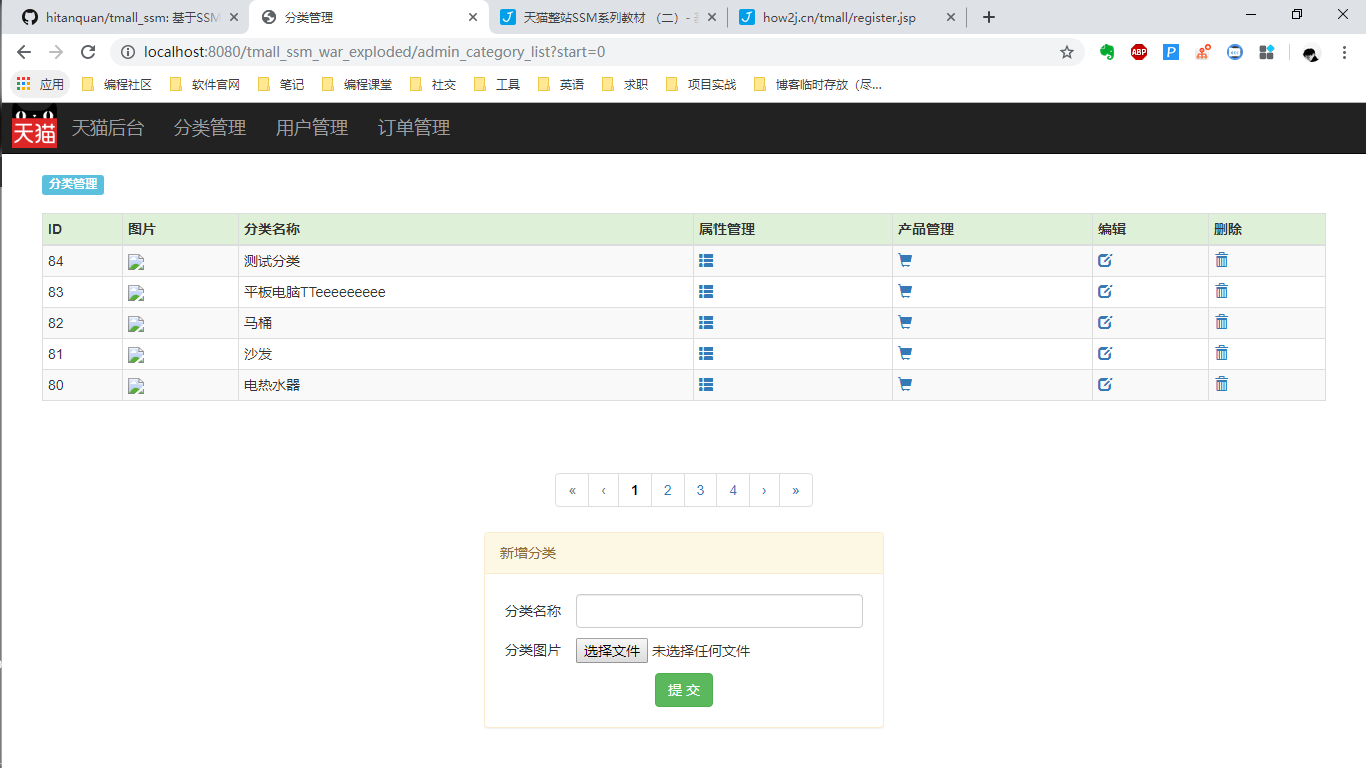 hitanquan/tmall_ssm: 基于SSM
分类管理
天猫整站SSM系列教材 （二）-
how2j.cn/tmall/register.jsp
localhost:8080/tmall_ssm_war_exploded/admin_category_list?start=0
ABP
P
应用 编程社区 软件官网 笔记 编程课堂 社交 工具 英语 求职 项目实战 博客临时存放（尽...
天猫 天猫后台 分类管理 用户管理 订单管理
分类管理
ID 图片 分类名称 属性管理 产品管理 编辑 删除
84 测试分类
83 平板电脑TTeeeeeeeee
82 马桶
81 沙发
80 电热水器
« ‹ 1 2 3 4 › »
新增分类
分类名称
分类图片 选择文件 未选择任何文件
提 交